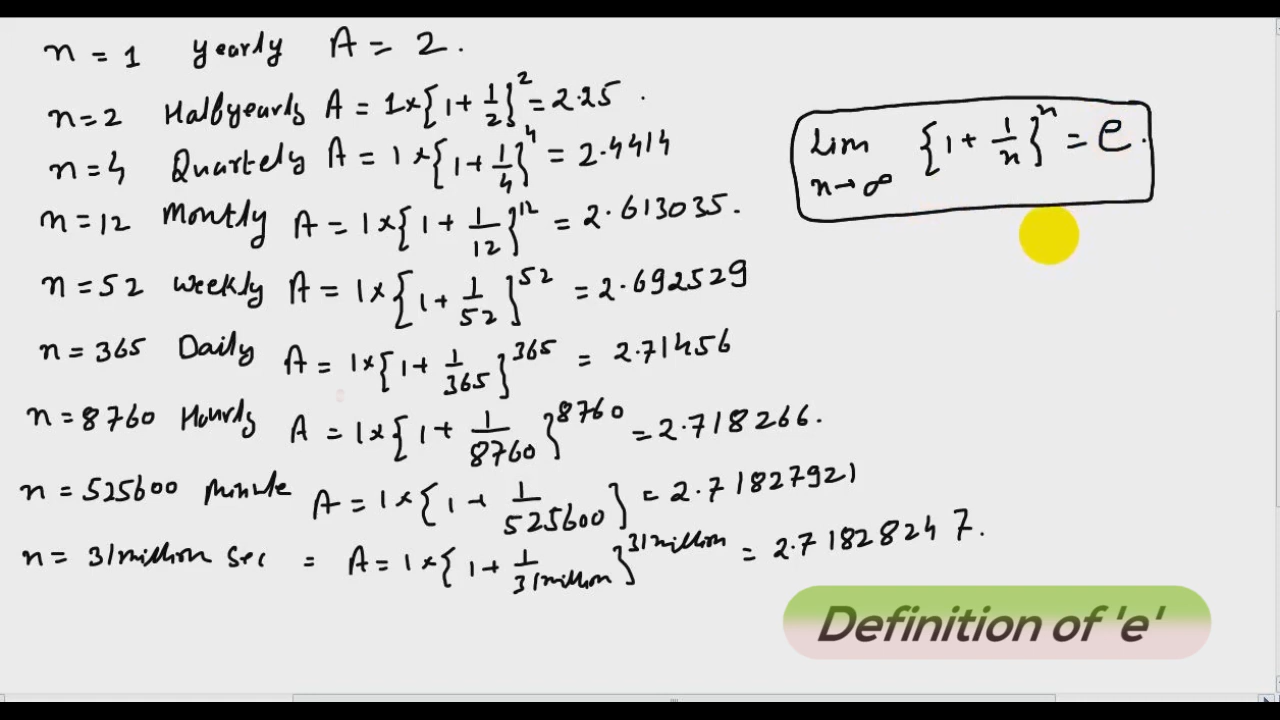 n = 1 yearly A = 2.
n = 2 Halfyearly A = 1×{1+1/2}^2 = 2.25.
n = 4 Quartely A = 1×{1+1/4}^4 = 2.4414
n = 12 Montly A = 1×{1+1/12}^12 = 2.613035.
n = 52 weekly A = 1×{1+1/52}^52 = 2.692529
n = 365 Daily A = 1×{1+1/365}^365 = 2.71456
n = 8760 Hourly A = 1×{1+1/8760}^8760 = 2.718266.
n = 525600 minute A = 1×{1+1/525600} = 2.71827921
n = 31million sec = A = 1×{1+1/31million}^31million = 2.71828247.
Lim n→∞ {1+1/n}^n = e.
Definition of 'e'